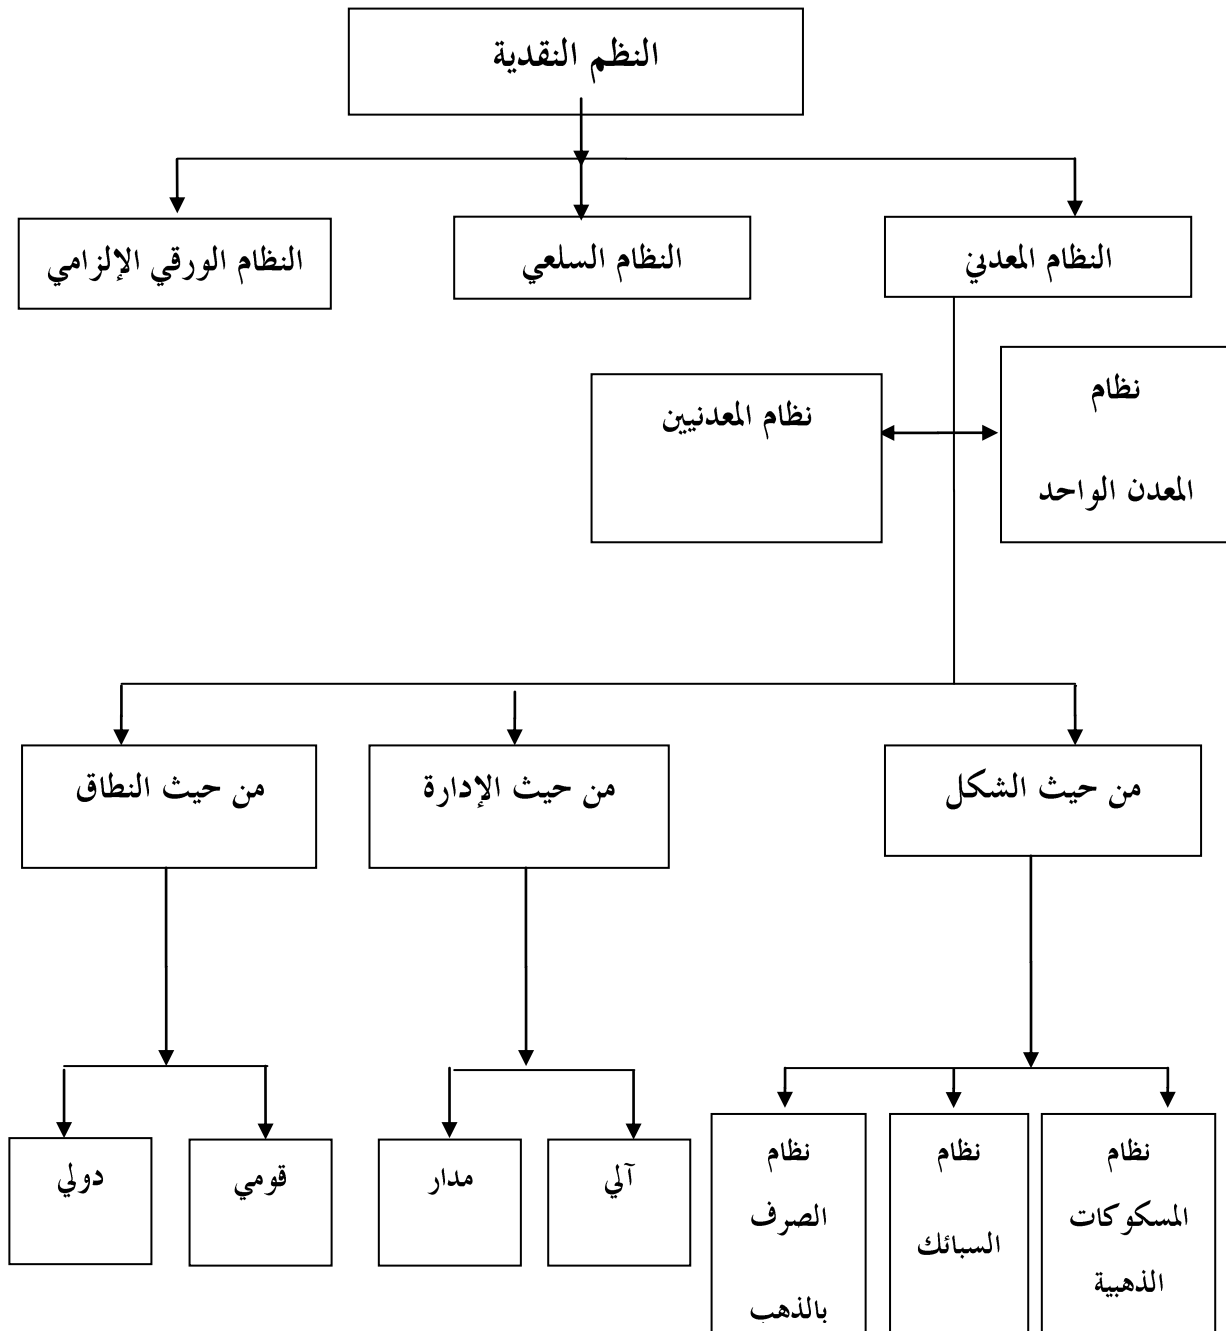 النظم النقدية
النظام المعدني
النظام السلعي
النظام الورقي الإلزامي
نظام
المعدن الواحد
نظام المعدنيين
من حيث الشكل
من حيث الإدارة
من حيث النطاق
نظام
المسكوكات
الذهبية
نظام
السبائك
نظام
الصرف
بالذهب
آلي
مدار
قومي
دولي